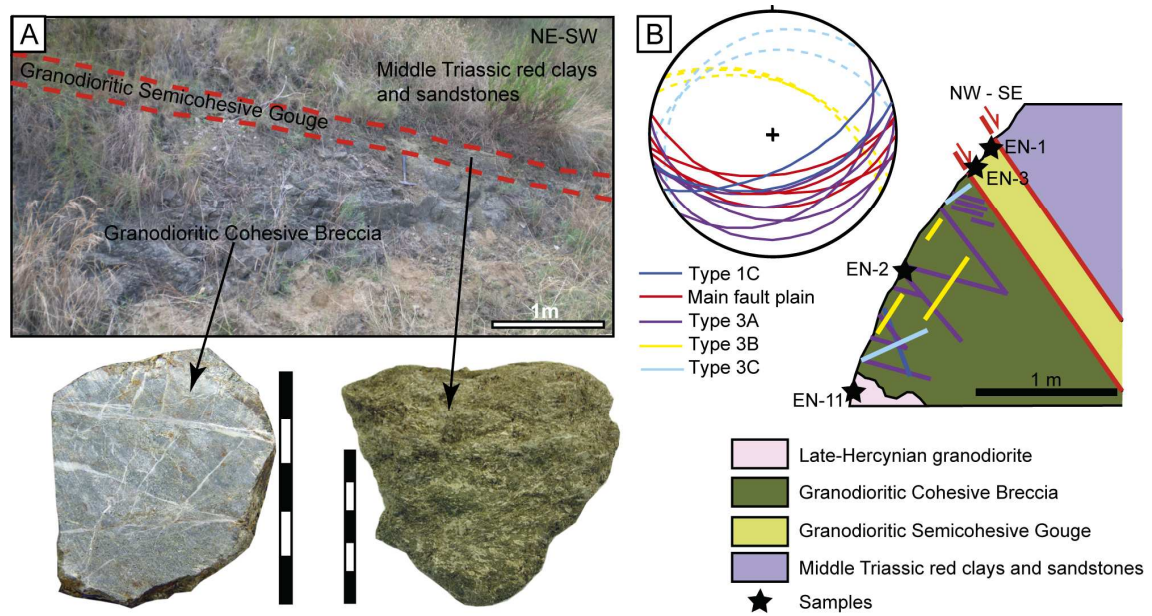 A
NE-SW
Granodioritic Semicohesive Gouge
Middle Triassic red clays
and sandstones
Granodioritic Cohesive Breccia
1m
B
NW - SE
EN-1
EN-3
EN-2
EN-11
1 m
Type 1C
Main fault plain
Type 3A
Type 3B
Type 3C
Late-Hercynian granodiorite
Granodioritic Cohesive Breccia
Granodioritic Semicohesive Gouge
Middle Triassic red clays and sandstones
Samples